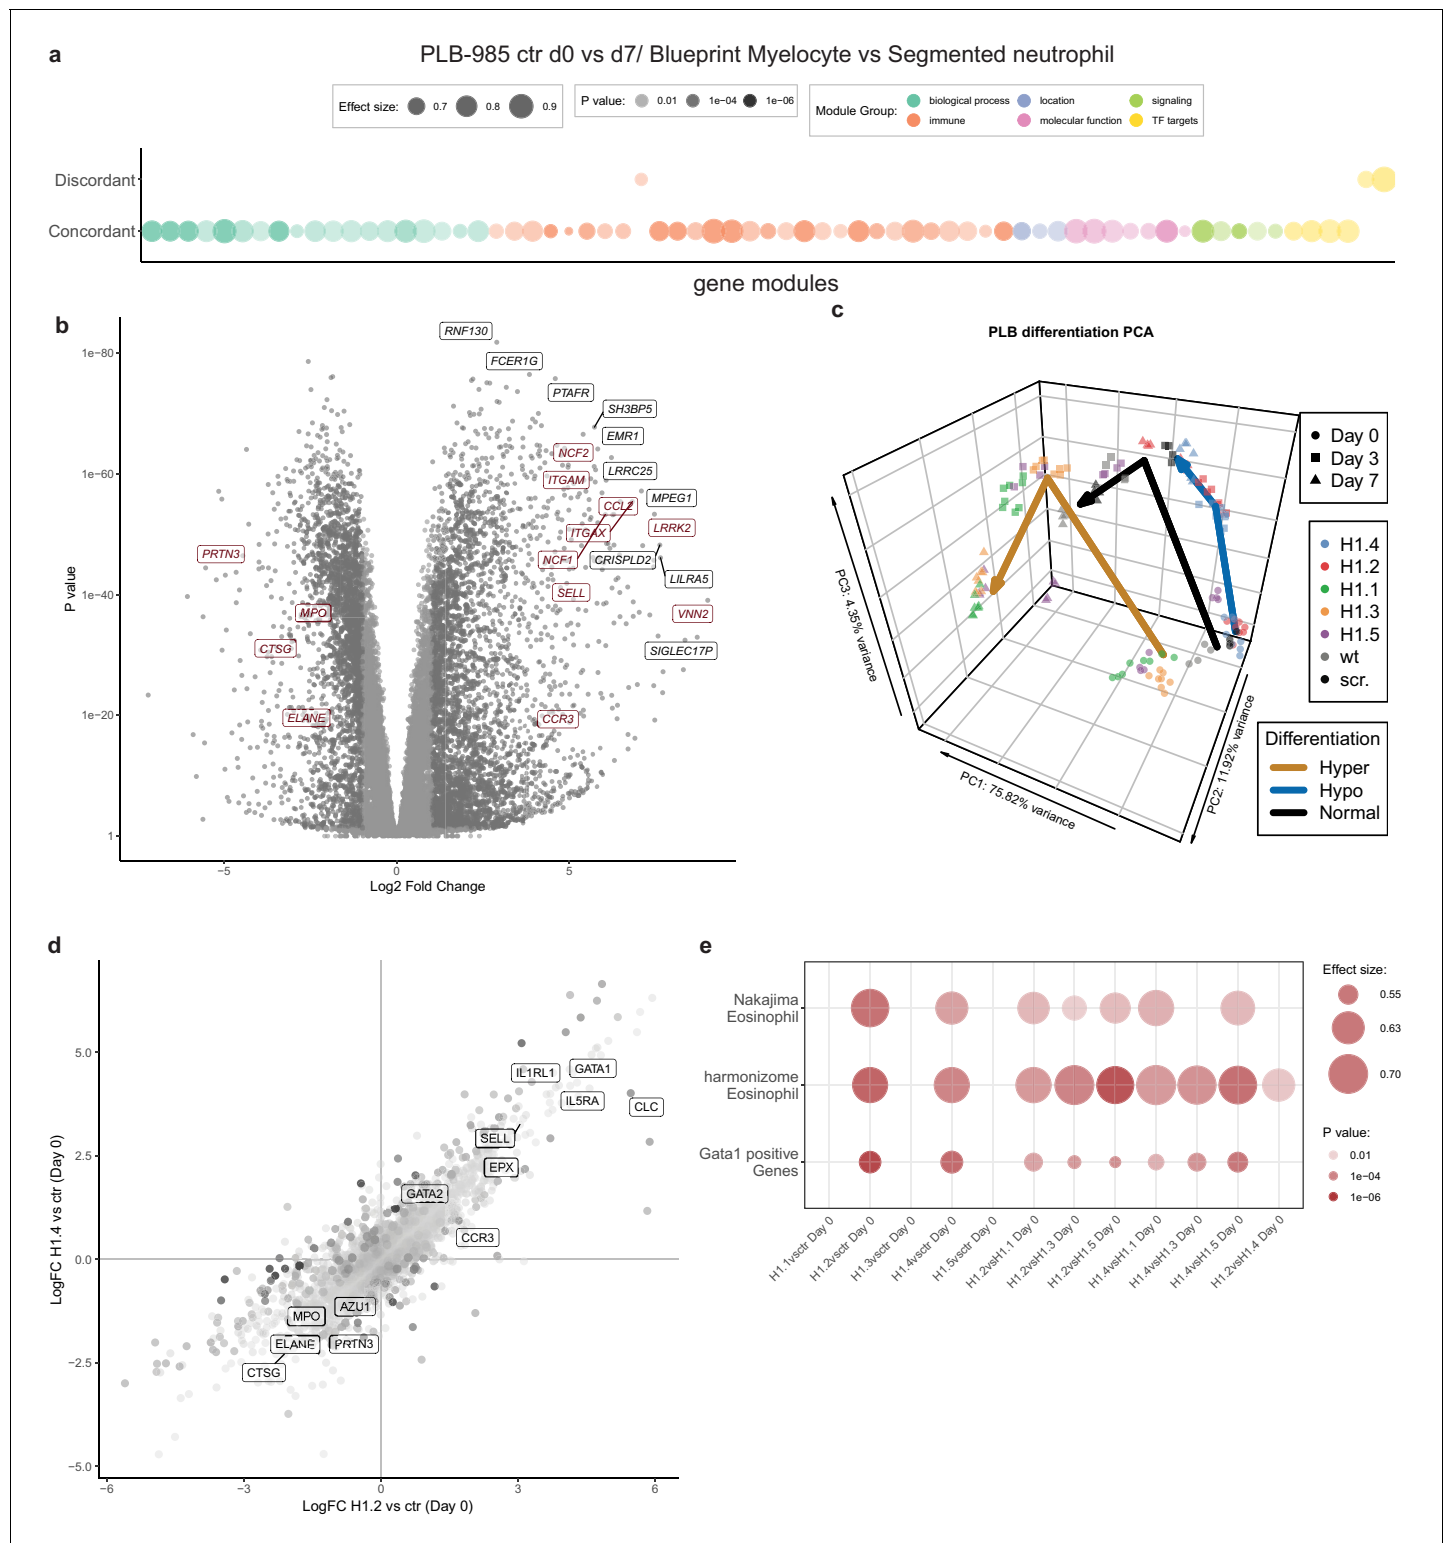 a
PLB-985 ctr d0 vs d7/ Blueprint Myelocyte vs Segmented neutrophil
Effect size: 0.7 0.8 0.9
P value: 0.01 1e-04 1e-06
Module Group: biological process location signaling
immune molecular function TF targets
Discordant
Concordant
gene modules
b
1e-80
1e-60
1e-40
1e-20
1
P value
RNF130
FCER1G
PTAFR
SH3BP5
EMR1
NCF2
LRRC25
ITGAM
MPEG1
CCL2
LRRK2
ITGAX
PRTN3
NCF1
CRISPLD2
LILRA5
SELL
MPO
VNN2
CTSG
SIGLEC17P
ELANE
CCR3
−5 0 5
Log2 Fold Change
c
PLB differentiation PCA
PC3: 4.35% variance
PC1: 75.82% variance
PC2: 11.92% variance
Day 0
Day 3
Day 7
H1.4
H1.2
H1.1
H1.3
H1.5
wt
scr.
Differentiation
Hyper
Hypo
Normal
d
LogFC H1.4 vs ctr (Day 0)
5.0
2.5
0.0
−2.5
−5.0
IL1RL1
GATA1
IL5RA
CLC
SELL
EPX
GATA2
CCR3
AZU1
MPO
ELANE
PRTN3
CTSG
−6 −3 0 3 6
LogFC H1.2 vs ctr (Day 0)
e
Nakajima
Eosinophil
harmonizome
Eosinophil
Gata1 positive
Genes
H1.1vsctr Day 0
H1.2vsctr Day 0
H1.3vsctr Day 0
H1.4vsctr Day 0
H1.5vsctr Day 0
H1.2vsH1.1 Day 0
H1.2vsH1.3 Day 0
H1.2vsH1.5 Day 0
H1.4vsH1.1 Day 0
H1.4vsH1.3 Day 0
H1.4vsH1.5 Day 0
H1.2vsH1.4 Day 0
Effect size:
0.55
0.63
0.70
P value:
0.01
1e-04
1e-06